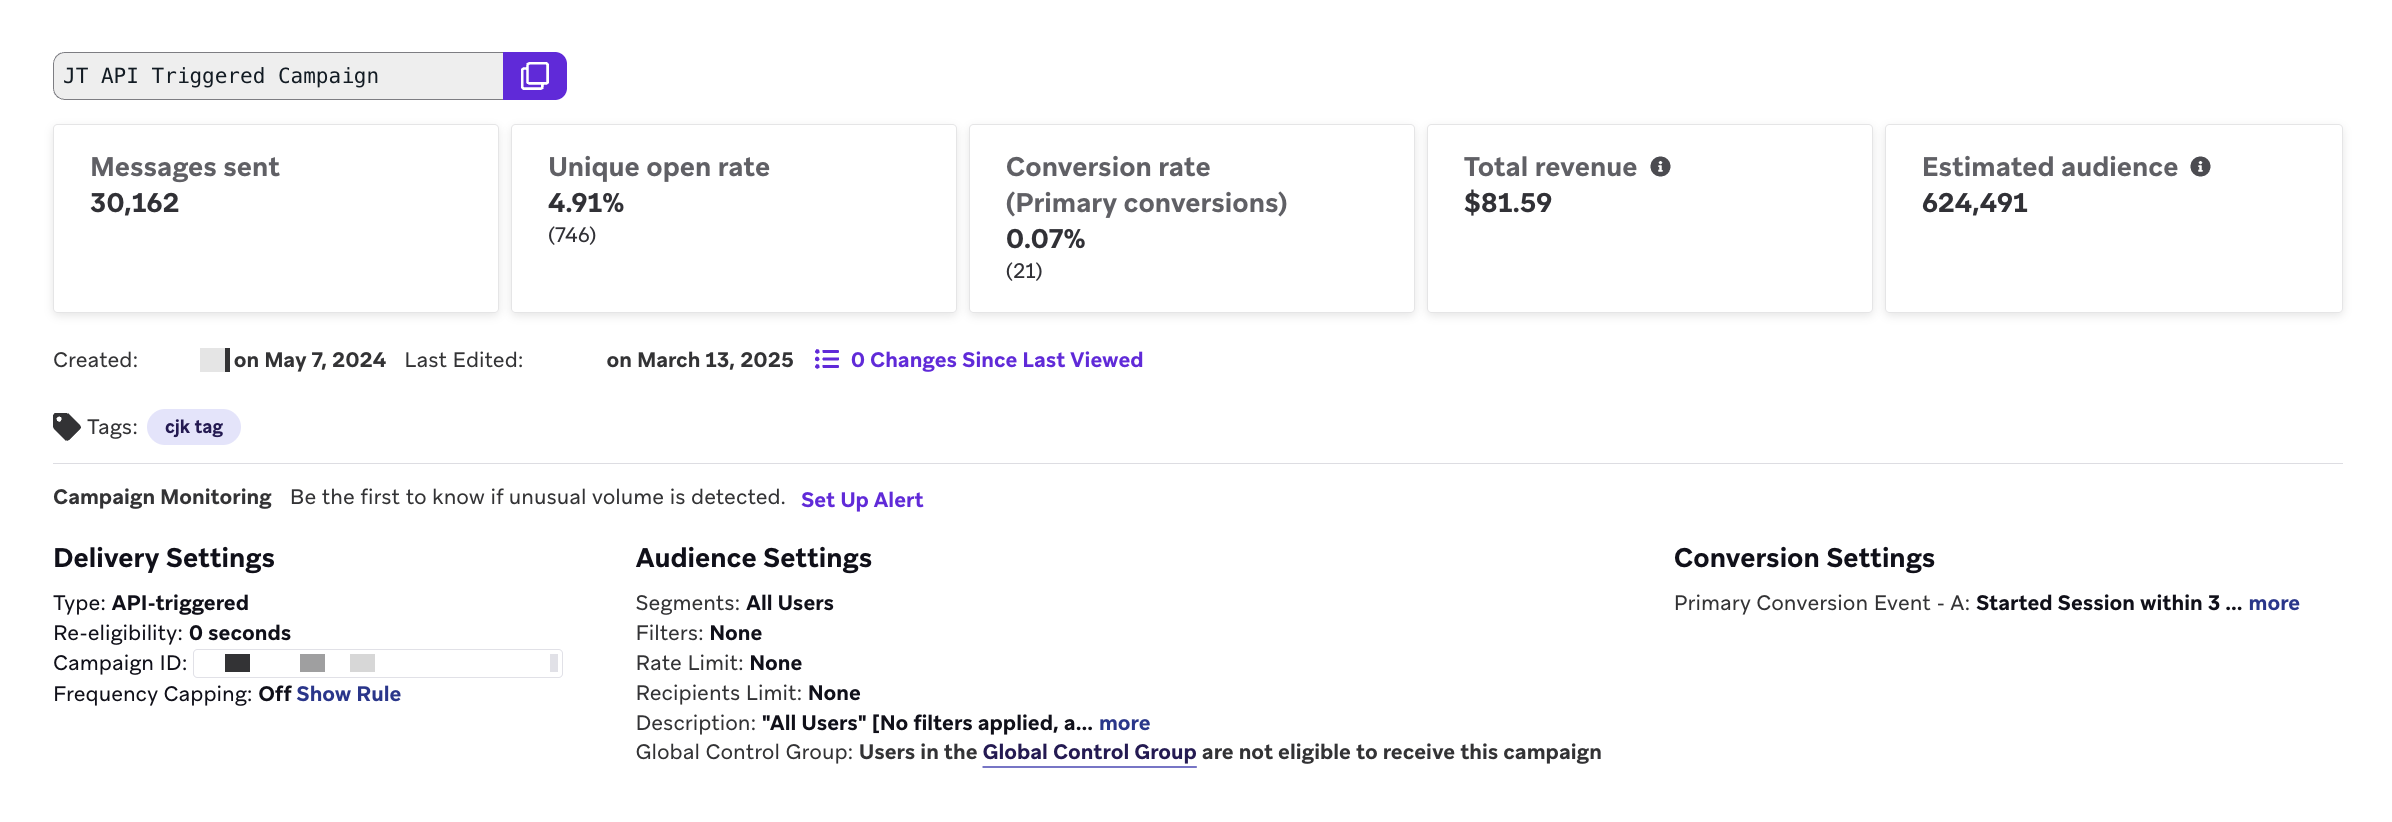 JT API Triggered Campaign
Messages sent
30,162
Unique open rate
4.91%
(746)
Conversion rate
(Primary conversions)
0.07%
(21)
Total revenue
$81.59
Estimated audience
624,491
Created: on May 7, 2024 Last Edited: on March 13, 2025 0 Changes Since Last Viewed
Tags: cjk tag
Campaign Monitoring Be the first to know if unusual volume is detected. Set Up Alert
Delivery Settings
Type: API-triggered
Re-eligibility: 0 seconds
Campaign ID:
Frequency Capping: Off Show Rule
Audience Settings
Segments: All Users
Filters: None
Rate Limit: None
Recipients Limit: None
Description: "All Users" [No filters applied, a... more
Global Control Group: Users in the Global Control Group are not eligible to receive this campaign
Conversion Settings
Primary Conversion Event - A: Started Session within 3 ... more